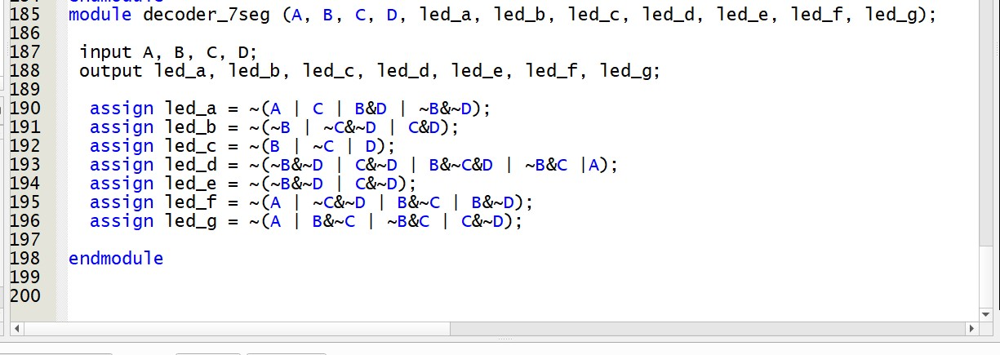 184 endmodule
185 module decoder_7seg (A, B, C, D, led_a, led_b, led_c, led_d, led_e, led_f, led_g);
186
187 input A, B, C, D;
188 output led_a, led_b, led_c, led_d, led_e, led_f, led_g;
189
190 assign led_a = ~(A | C | B&D | ~B&~D);
191 assign led_b = ~(~B | ~C&~D | C&D);
192 assign led_c = ~(B | ~C | D);
193 assign led_d = ~(~B&~D | C&~D | B&~C&D | ~B&C |A);
194 assign led_e = ~(~B&~D | C&~D);
195 assign led_f = ~(A | ~C&~D | B&~C | B&~D);
196 assign led_g = ~(A | B&~C | ~B&C | C&~D);
197
198 endmodule
199
200